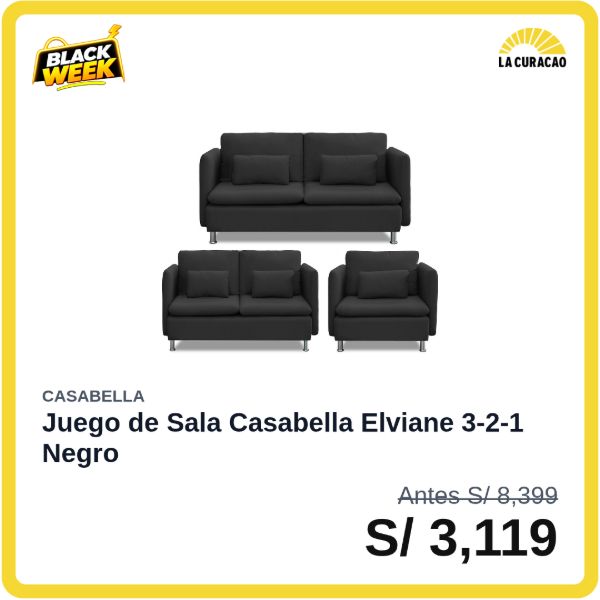 BLACK
WEEK
LA CURACAO
CASABELLA
Juego de Sala Casabella Elviane 3-2-1
Negro
Antes S/ 8,399
S/ 3,119